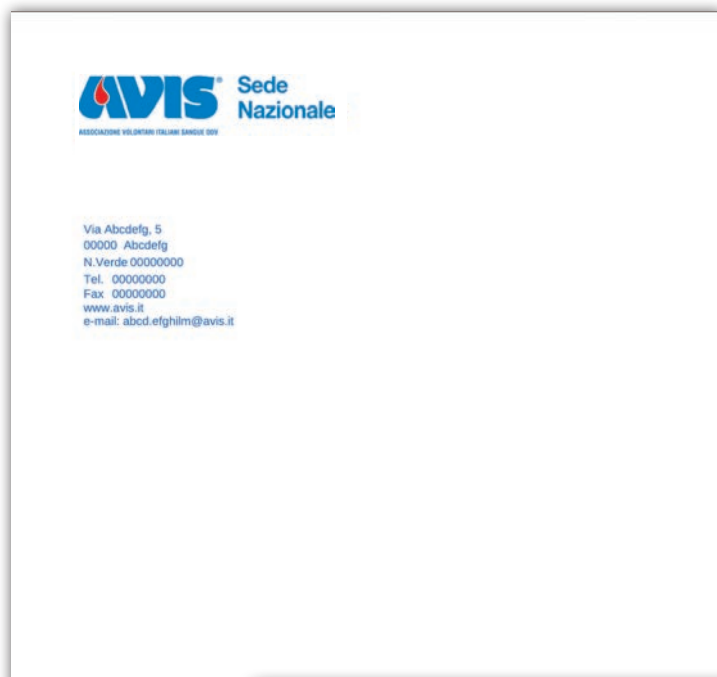 AVIS®
Sede
Nazionale
ASSOCIAZIONE VOLONTARI ITALIANI SANGUE ODV
Via Abcdefg, 5
00000 Abcdefg
N.Verde 00000000
Tel. 00000000
Fax 00000000
www.avis.it
e-mail: abcd.efghilm@avis.it